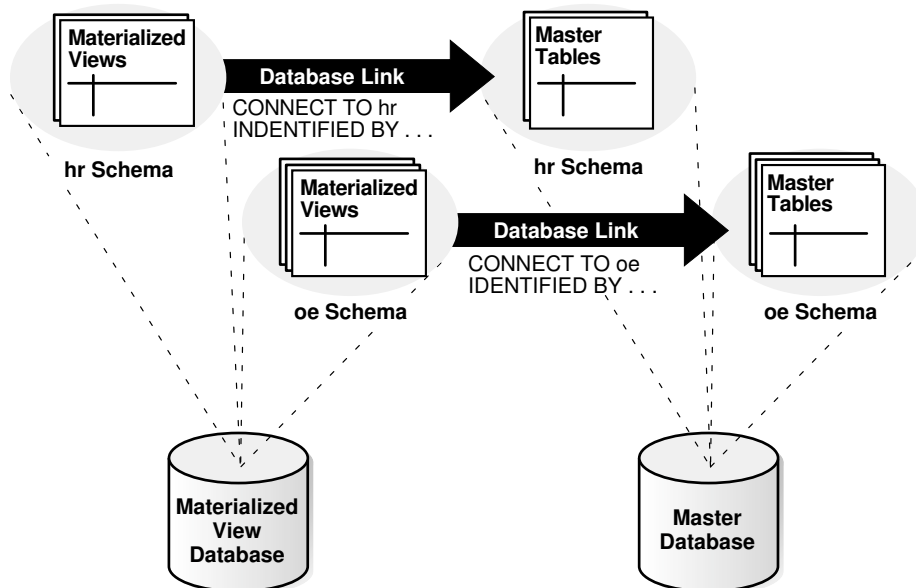 Materialized
Views
Database Link
CONNECT TO hr
INDENTIFIED BY . . .
hr Schema
Master
Tables
hr Schema
Materialized
Views
Database Link
CONNECT TO oe
IDENTIFIED BY . . .
oe Schema
Master
Tables
oe Schema
Materialized
View
Database
Master
Database